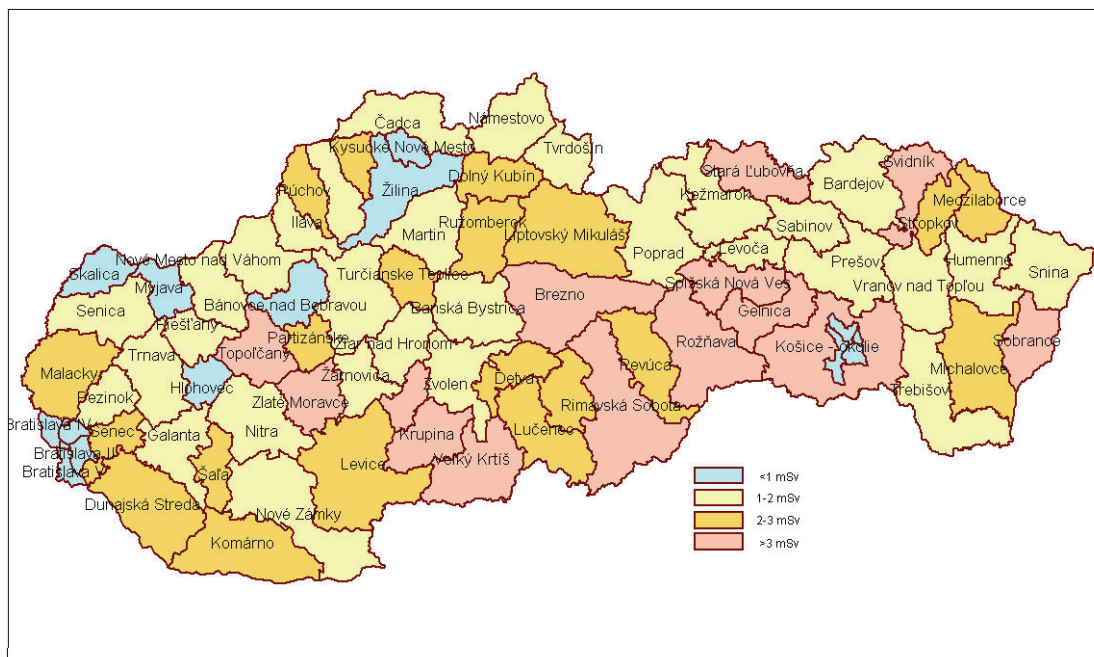 Čadca
Námestovo
Kysucké Nové Mesto
Tvrdošín
Stará Ľubovňa
Svidník
Púchov
Žilina
Dolný Kubín
Kežmarok
Bardejov
Medzilaborce
Ilava
Ružomberok
Martin
Liptovský Mikuláš
Sabinov
Stropkov
Skalica
Nové Mesto nad Váhom
Poprad
Levoča
Prešov
Humenné
Snina
Myjava
Turčianske Teplice
Spišská Nová Ves
Vranov nad Topľou
Senica
Bánovce nad Bebravou
Banská Bystrica
Brezno
Gelnica
Piešťany
Partizánske
Žiar nad Hronom
Rožňava
Košice - okolie
Sobrance
Trnava
Topoľčany
Revúca
Michalovce
Malacky
Hlohovec
Žarnovica
Zvolen
Detva
Trebišov
Pezinok
Zlaté Moravce
Rimavská Sobota
Bratislava IV
Senec
Galanta
Nitra
Krupina
Lučenec
Bratislava II
Bratislava V
Šaľa
Levice
Veľký Krtíš
Dunajská Streda
Nové Zámky
Komárno
<1 mSv
1-2 mSv
2-3 mSv
>3 mSv